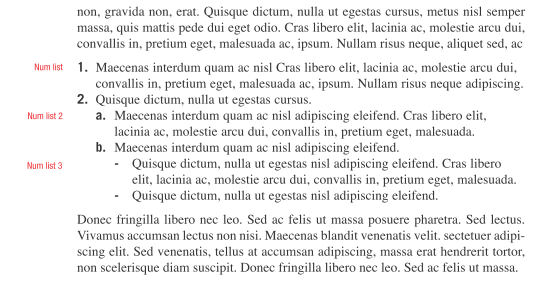 non, gravida non, erat. Quisque dictum, nulla ut egestas cursus, metus nisl semper
massa, quis mattis pede dui eget odio. Cras libero elit, lacinia ac, molestie arcu dui,
convallis in, pretium eget, malesuada ac, ipsum. Nullam risus neque, aliquet sed, ac
Num list 1. Maecenas interdum quam ac nisl Cras libero elit, lacinia ac, molestie arcu dui,
convallis in, pretium eget, malesuada ac, ipsum. Nullam risus neque adipiscing.
2. Quisque dictum, nulla ut egestas cursus.
Num list 2 a. Maecenas interdum quam ac nisl adipiscing eleifend. Cras libero elit,
lacinia ac, molestie arcu dui, convallis in, pretium eget, malesuada.
b. Maecenas interdum quam ac nisl adipiscing eleifend.
Num list 3 - Quisque dictum, nulla ut egestas nisl adipiscing eleifend. Cras libero
elit, lacinia ac, molestie arcu dui, convallis in, pretium eget, malesuada.
- Quisque dictum, nulla ut egestas nisl adipiscing eleifend.
Donec fringilla libero nec leo. Sed ac felis ut massa posuere pharetra. Sed lectus.
Vivamus accumsan lectus non nisi. Maecenas blandit venenatis velit. sectetuer adipi-
scing elit. Sed venenatis, tellus at accumsan adipiscing, massa erat hendrerit tortor,
non scelerisque diam suscipit. Donec fringilla libero nec leo. Sed ac felis ut massa.